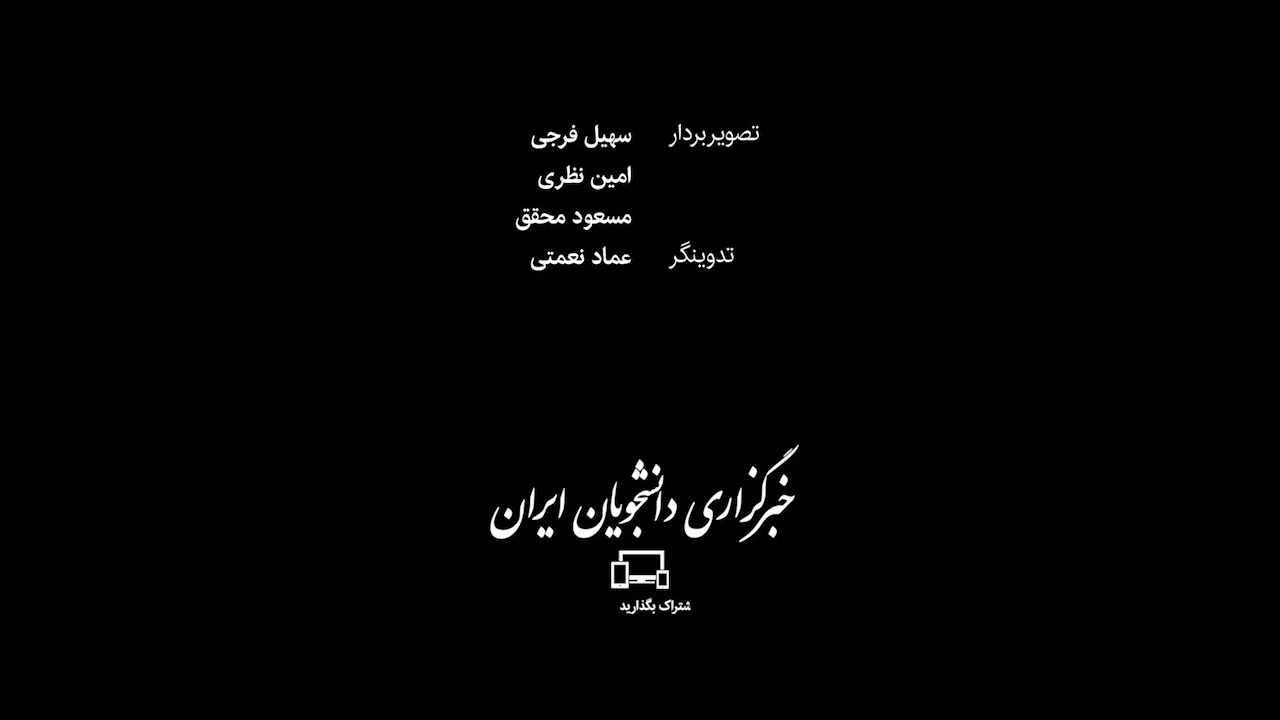 تصویربردار سهیل فرجی
امین نظری
مسعود محقق
تدوینگر عماد نعمتی
خبرگزاری دانشجویان ایران
شتراک بگذارید